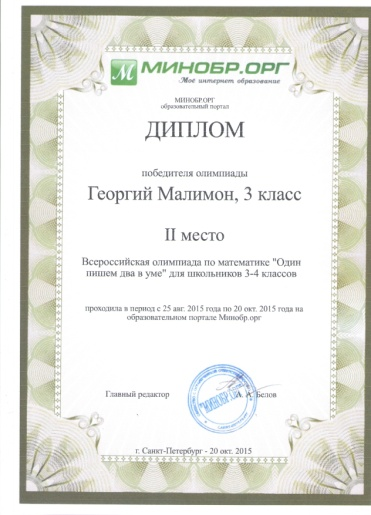 МИНОБР.ОРГ
Моё интернет образование
МИНОБР.ОРГ
образовательный портал
ДИПЛОМ
победителя олимпиады
Георгий Малимон, 3 класс
II место
Всероссийская олимпиада по математике "Один
пишем два в уме" для школьников 3-4 классов
проходила в период с 25 авг. 2015 года по 20 окт. 2015 года на
образовательном портале Минобр.орг
Главный редактор А. А. Белов
МИНОБР.ОРГ
г. Санкт-Петербург - 20 окт. 2015